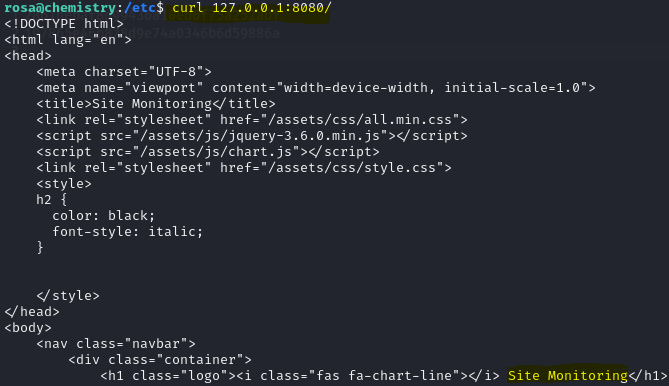 rosa@chemistry:/etc$ curl 127.0.0.1:8080/
<!DOCTYPE html>
<html lang="en">
<head>
    <meta charset="UTF-8">
    <meta name="viewport" content="width=device-width, initial-scale=1.0">
    <title>Site Monitoring</title>
    <link rel="stylesheet" href="/assets/css/all.min.css">
    <script src="/assets/js/jquery-3.6.0.min.js"></script>
    <script src="/assets/js/chart.js"></script>
    <link rel="stylesheet" href="/assets/css/style.css">
    <style>
    h2 {
      color: black;
      font-style: italic;
    }
    </style>
</head>
<body>
    <nav class="navbar">
        <div class="container">
            <h1 class="logo"><i class="fas fa-chart-line"></i> Site Monitoring</h1>